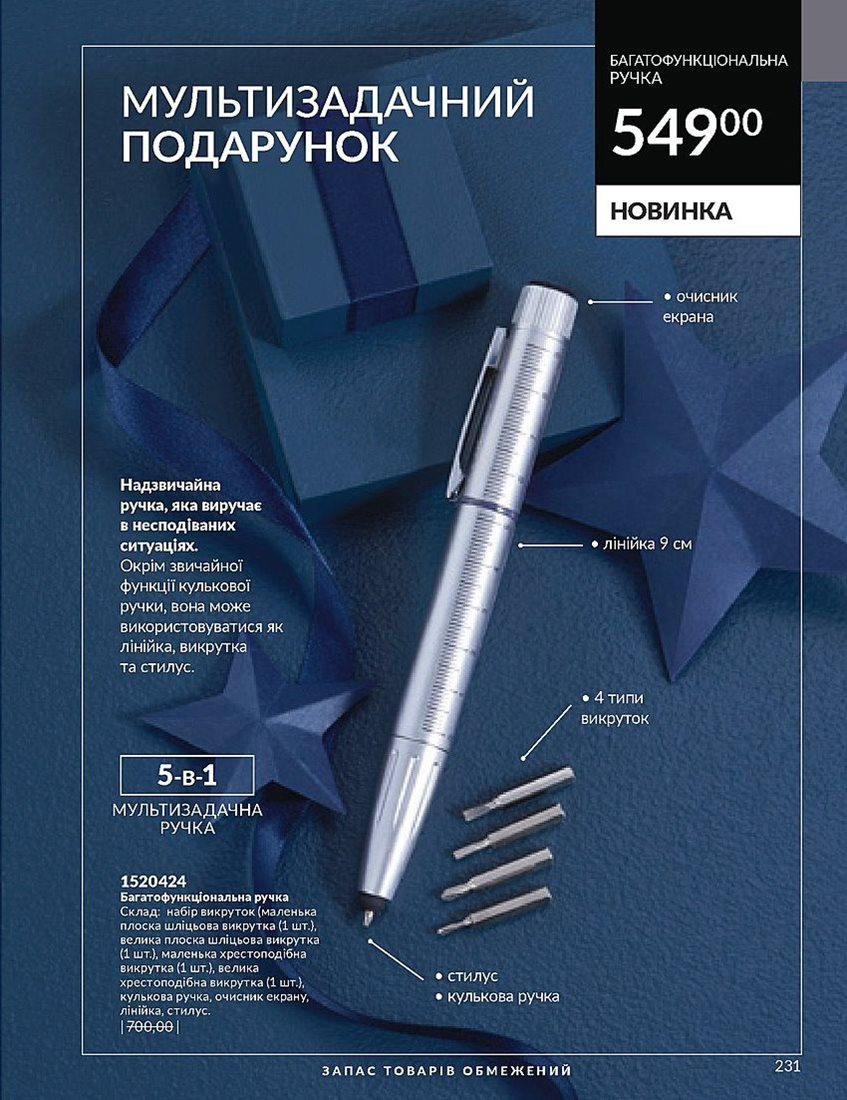 БАГАТОФУНКЦІОНАЛЬНА
РУЧКА
549⁰⁰
НОВИНКА
МУЛЬТИЗАДАЧНИЙ
ПОДАРУНОК
• очисник
екрана
Надзвичайна
ручка, яка виручає
в несподіваних
ситуаціях.
Окрім звичайної
функції кулькової
ручки, вона може
використовуватися як
лінійка, викрутка
та стилус.
• лінійка 9 см
• 4 типи
викруток
5-в-1
МУЛЬТИЗАДАЧНА
РУЧКА
1520424
Багатофункціональна ручка
Склад: набір викруток (маленька
плоска шліцьова викрутка (1 шт.),
велика плоска шліцьова викрутка
(1 шт.), маленька хрестоподібна
викрутка (1 шт.), велика
хрестоподібна викрутка (1 шт.),
кулькова ручка, очисник екрану,
лінійка, стилус.
| 700,00 |
• стилус
• кулькова ручка
ЗАПАС ТОВАРІВ ОБМЕЖЕНИЙ
231